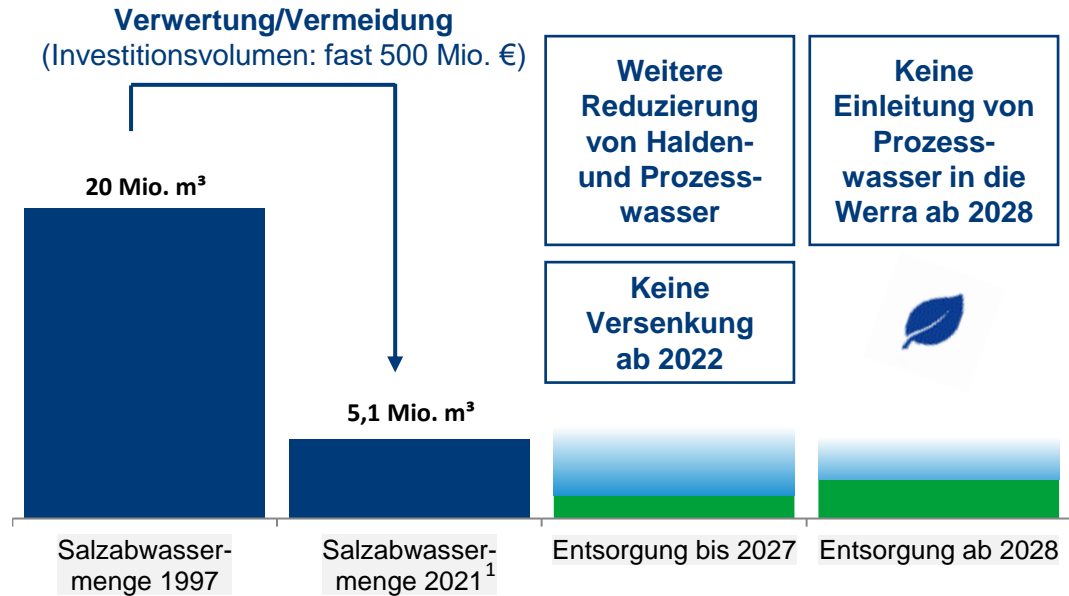 Verwertung/Vermeidung
(Investitionsvolumen: fast 500 Mio. €)
20 Mio. m³
5,1 Mio. m³
Weitere
Reduzierung
von Halden-
und Prozess-
wasser
Keine
Versenkung
ab 2022
Keine
Einleitung von
Prozess-
wasser in die
Werra ab 2028
Salzabwasser-
menge 1997
Salzabwasser-
menge 2021¹
Entsorgung bis 2027
Entsorgung ab 2028